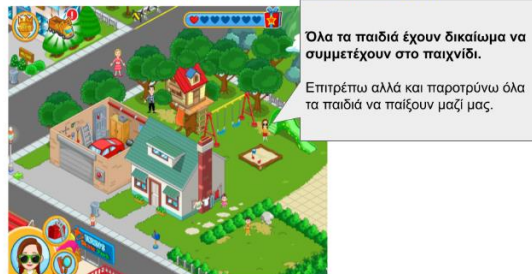 Όλα τα παιδιά έχουν δικαίωμα να
συμμετέχουν στο παιχνίδι.
Επιτρέπω αλλά και παροτρύνω όλα
τα παιδιά να παίξουν μαζί μας.